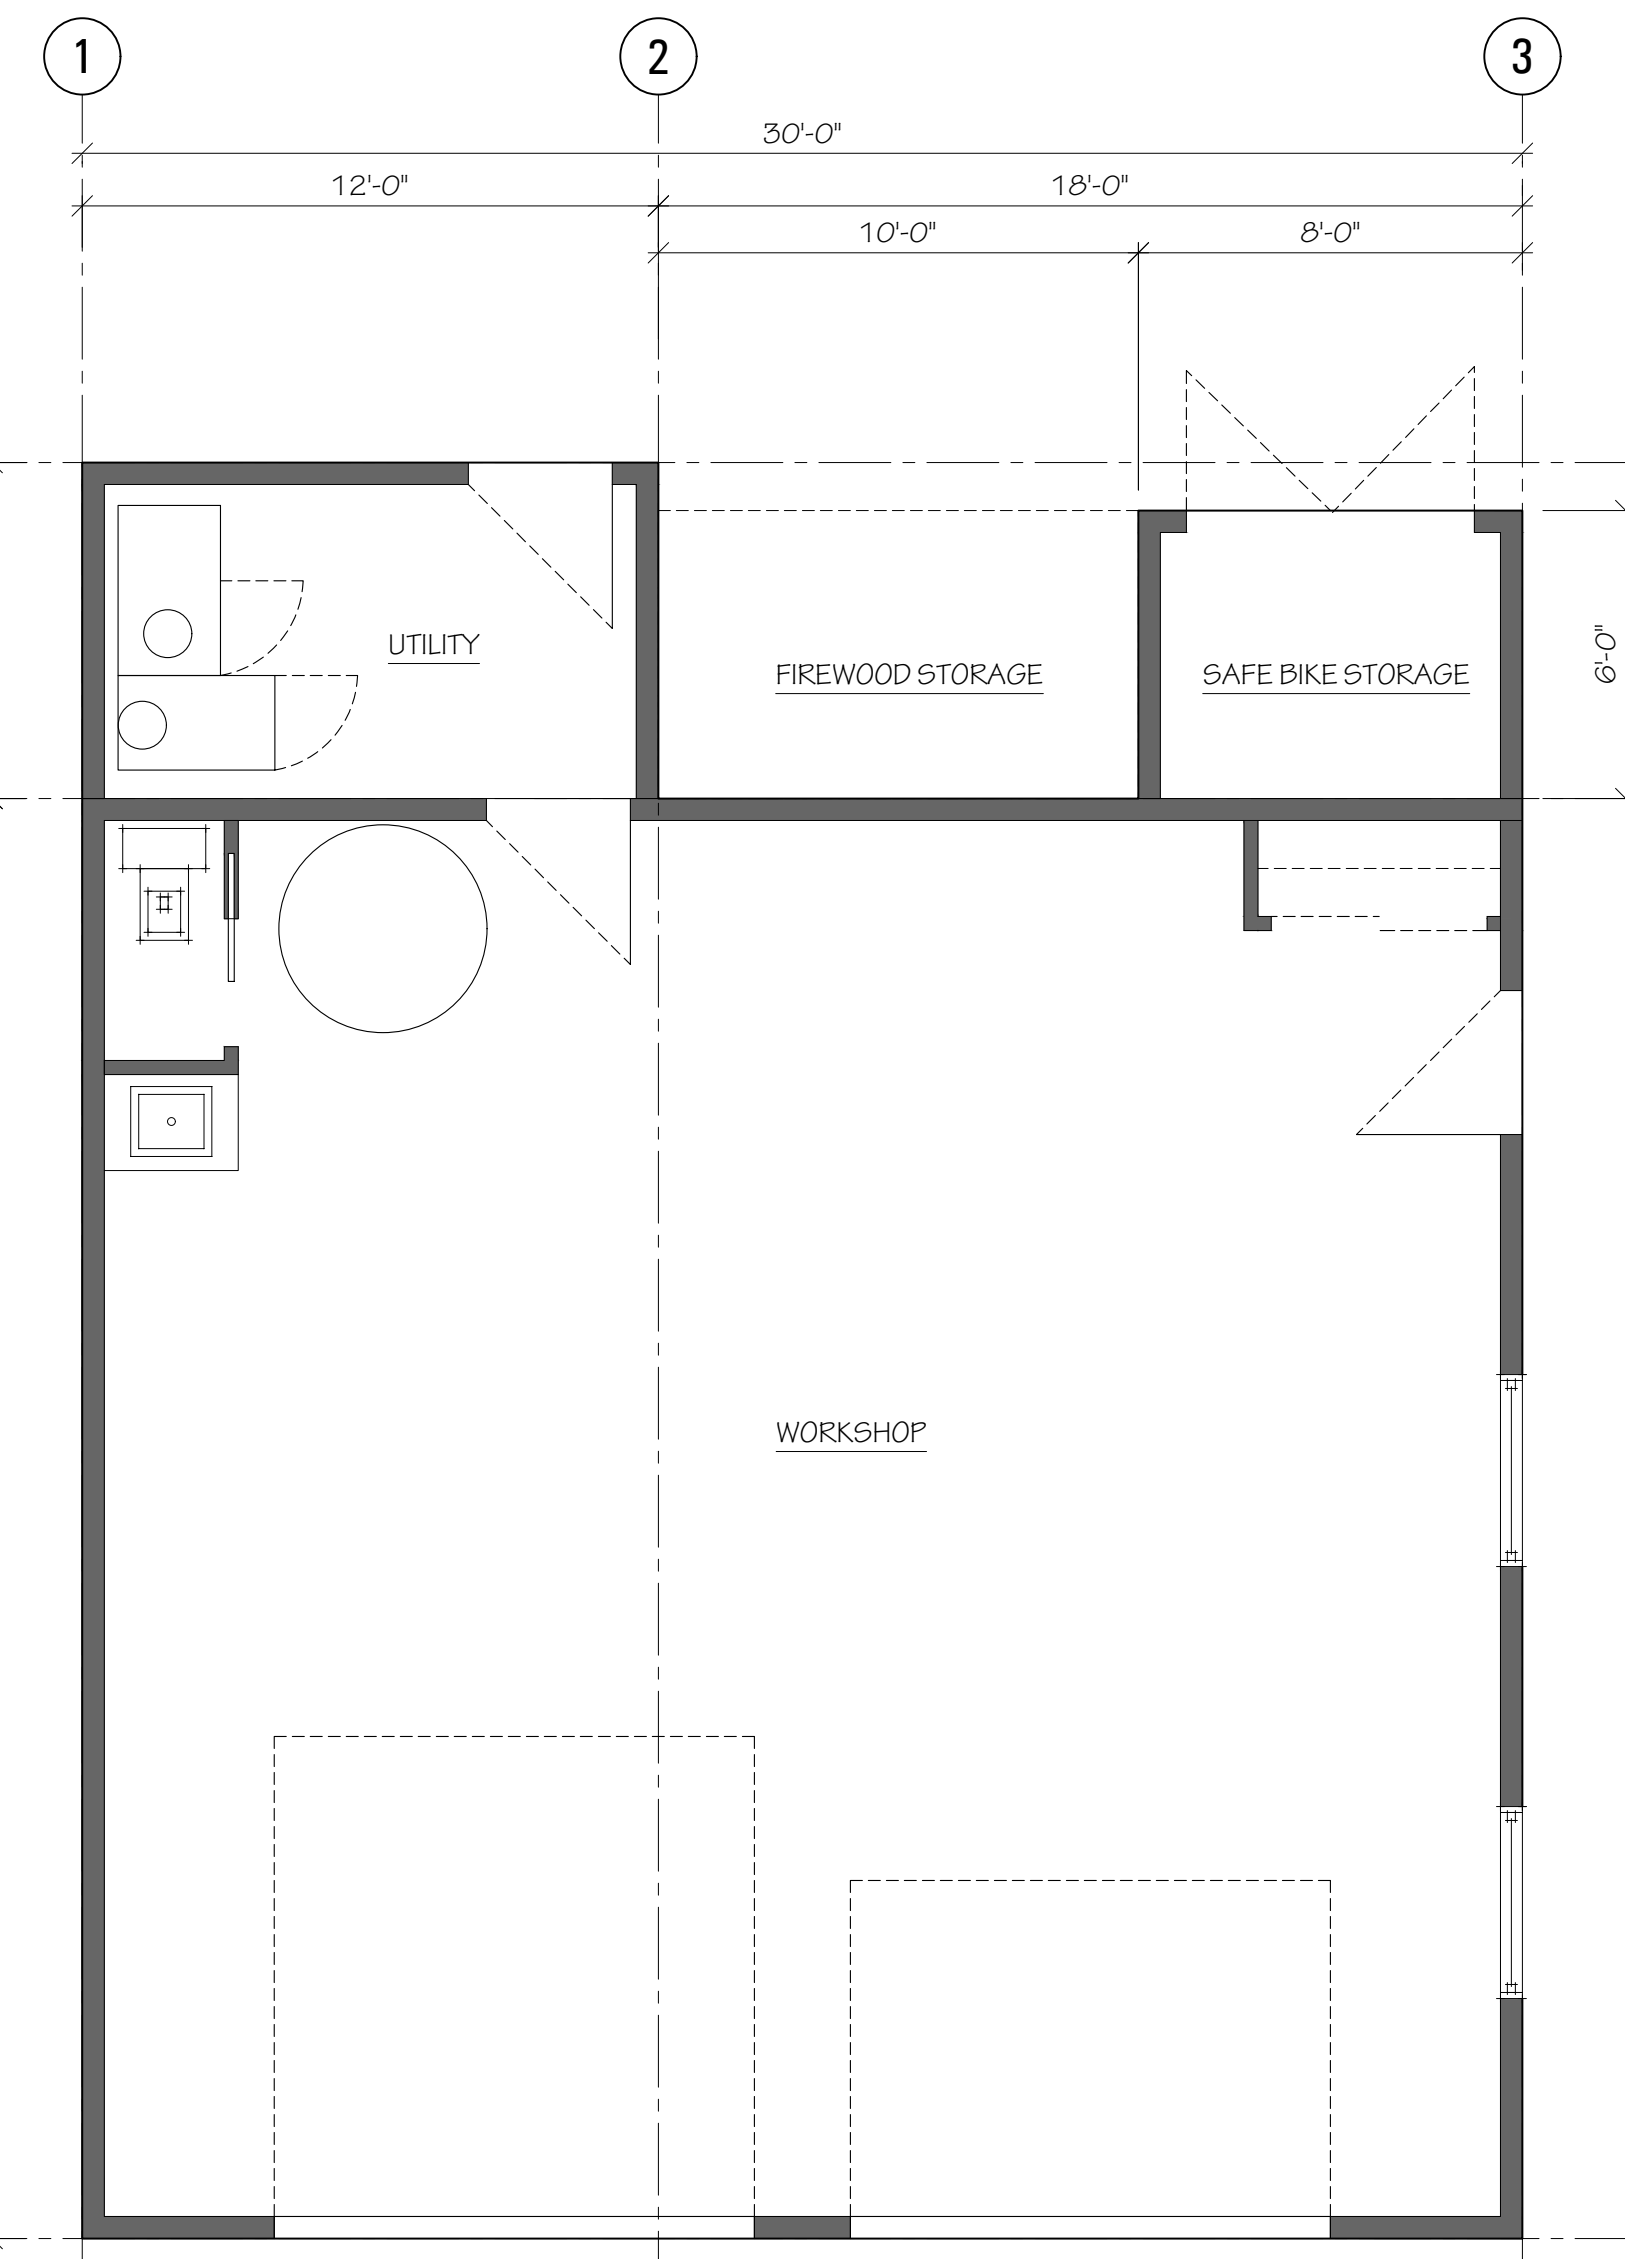 1 2 3
30'-0"
12'-0" 18'-0"
10'-0" 8'-0"
UTILITY
FIREWOOD STORAGE
SAFE BIKE STORAGE
6'-0"
WORKSHOP